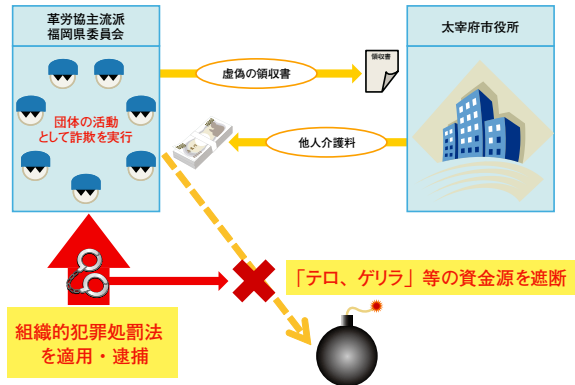 革労協主流派
福岡県委員会
団体の活動
として詐欺を実行
虚偽の領収書
領収書
太宰府市役所
他人介護料
「テロ、ゲリラ」等の資金源を遮断
組織的犯罪処罰法
を適用・逮捕